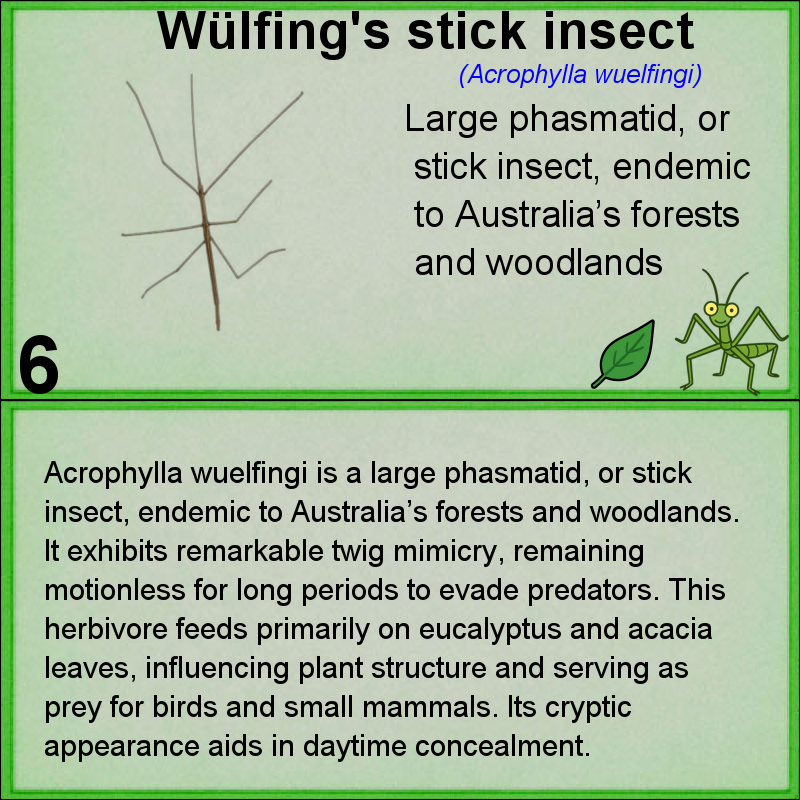 Wülfing's stick insect
(Acrophylla wuelfingi)
Large phasmatid, or
stick insect, endemic
to Australia’s forests
and woodlands
6
Acrophylla wuelfingi is a large phasmatid, or stick
insect, endemic to Australia’s forests and woodlands.
It exhibits remarkable twig mimicry, remaining
motionless for long periods to evade predators. This
herbivore feeds primarily on eucalyptus and acacia
leaves, influencing plant structure and serving as
prey for birds and small mammals. Its cryptic
appearance aids in daytime concealment.